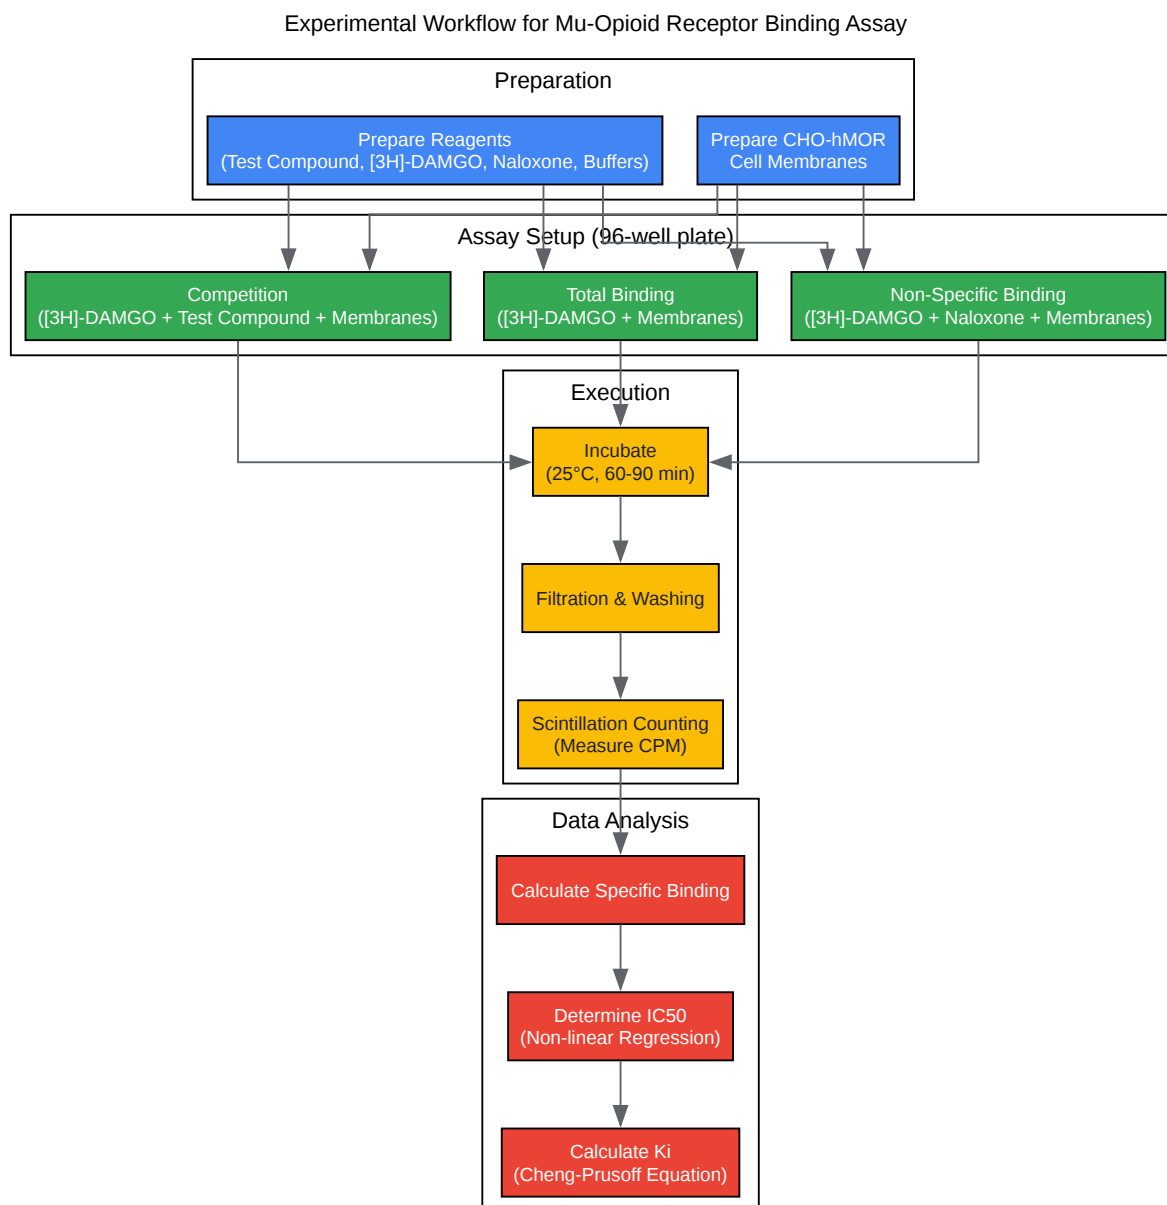 Experimental Workflow for Mu-Opioid Receptor Binding Assay
Preparation
Prepare Reagents
(Test Compound, [3H]-DAMGO, Naloxone, Buffers)
Prepare CHO-hMOR
Cell Membranes
Assay Setup (96-well plate)
Competition
([3H]-DAMGO + Test Compound + Membranes)
Total Binding
([3H]-DAMGO + Membranes)
Non-Specific Binding
([3H]-DAMGO + Naloxone + Membranes)
Execution
Incubate
(25°C, 60-90 min)
Filtration & Washing
Scintillation Counting
(Measure CPM)
Data Analysis
Calculate Specific Binding
Determine IC50
(Non-linear Regression)
Calculate Ki
(Cheng-Prusoff Equation)